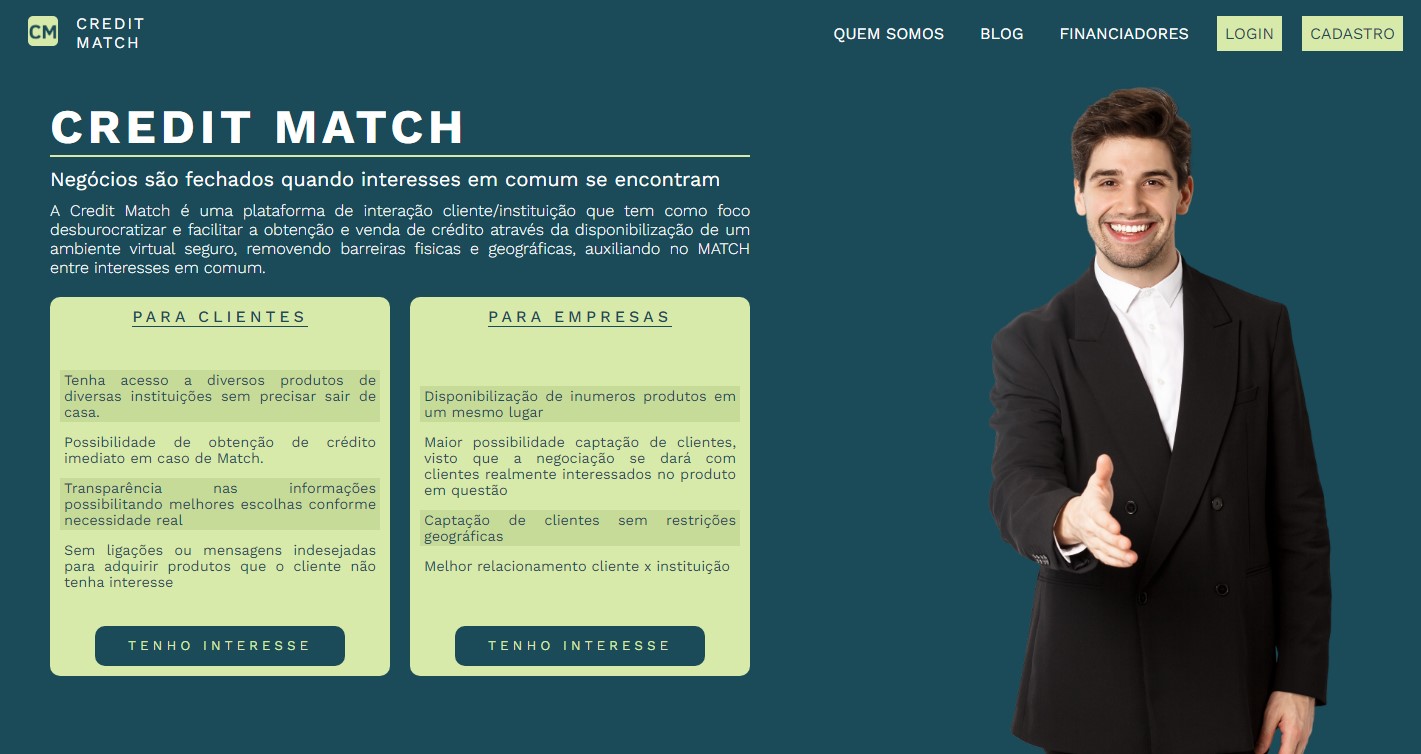 CM
CREDIT
MATCH
QUEM SOMOS
BLOG
FINANCIADORES
LOGIN
CADASTRO
CREDIT MATCH
Negócios são fechados quando interesses em comum se encontram
A Credit Match é uma plataforma de interação cliente/instituição que tem como foco
desburocratizar e facilitar a obtenção e venda de crédito através da disponibilização de um
ambiente virtual seguro, removendo barreiras fisicas e geográficas, auxiliando no MATCH
entre interesses em comum.
PARA CLIENTES
Tenha acesso a diversos produtos de
diversas instituições sem precisar sair de
casa.
Possibilidade de obtenção de crédito
imediato em caso de Match.
Transparência nas informações
possibilitando melhores escolhas conforme
necessidade real
Sem ligações ou mensagens indesejadas
para adquirir produtos que o cliente não
tenha interesse
TENHO INTERESSE
PARA EMPRESAS
Disponibilização de inumeros produtos em
um mesmo lugar
Maior possibilidade captação de clientes,
visto que a negociação se dará com
clientes realmente interessados no produto
em questão
Captação de clientes sem restrições
geográficas
Melhor relacionamento cliente x instituição
TENHO INTERESSE